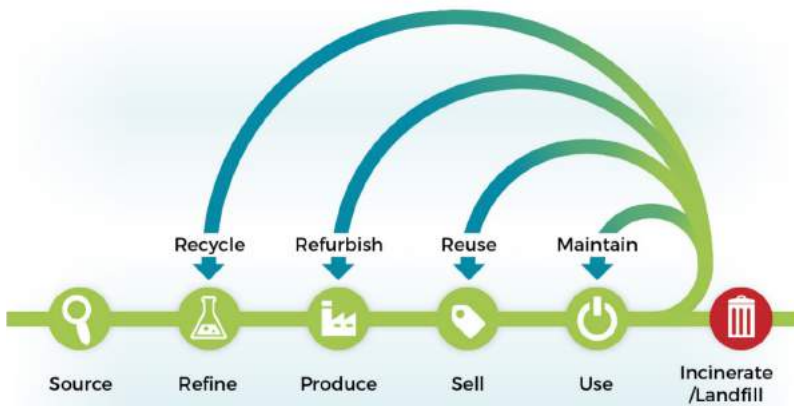 Recycle Refurbish Reuse Maintain
Source Refine Produce Sell Use Incinerate
/Landfill